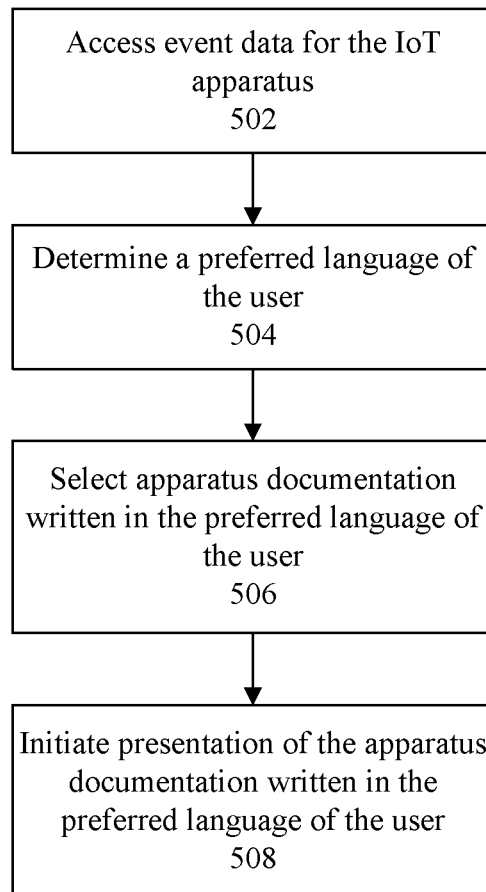 Access event data for the IoT
apparatus
502
Determine a preferred language of
the user
504
Select apparatus documentation
written in the preferred language of
the user
506
Initiate presentation of the apparatus
documentation written in the
preferred language of the user
508